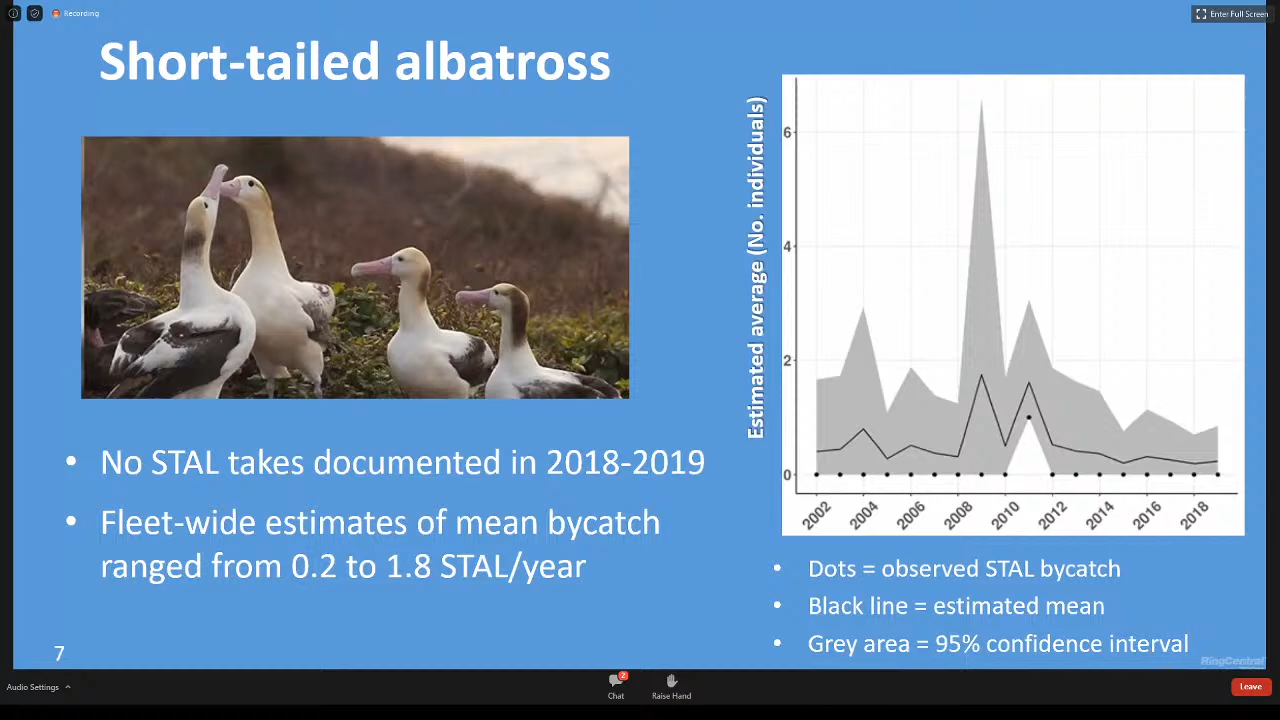 Recording
Enter Full Screen
Short-tailed albatross
Estimated average (No. individuals)
6
4
2
0
2002
2004
2006
2008
2010
2012
2014
2016
2018
• No STAL takes documented in 2018-2019
• Fleet-wide estimates of mean bycatch
ranged from 0.2 to 1.8 STAL/year
• Dots = observed STAL bycatch
• Black line = estimated mean
• Grey area = 95% confidence interval
7
RingCentral
Audio Settings
2
Chat
Raise Hand
Leave